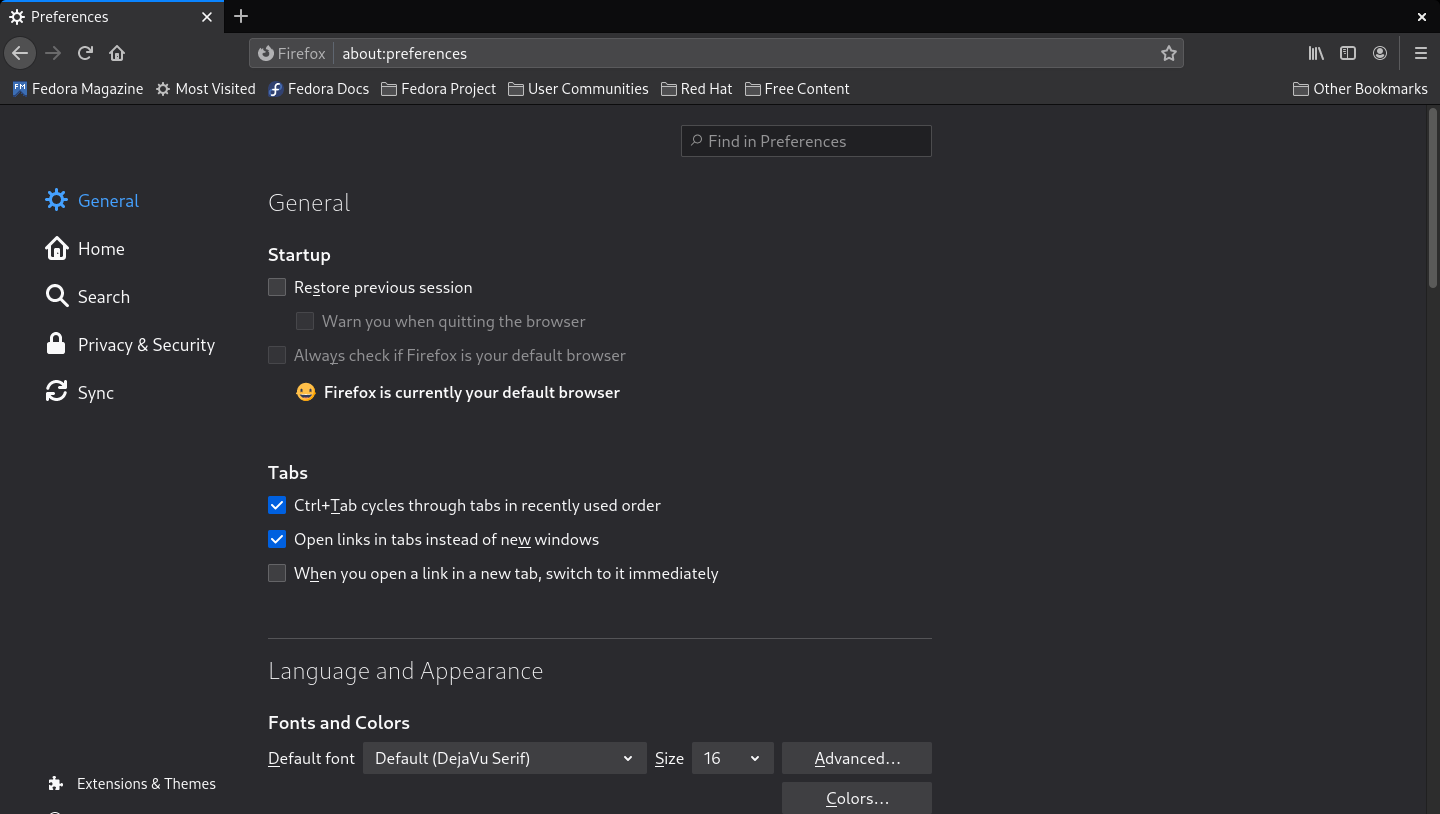 Preferences
Firefox about:preferences
Fedora Magazine Most Visited Fedora Docs Fedora Project User Communities Red Hat Free Content Other Bookmarks
Find in Preferences
General
Home
Search
Privacy & Security
Sync
Extensions & Themes
General
Startup
Restore previous session
Warn you when quitting the browser
Always check if Firefox is your default browser
Firefox is currently your default browser
Tabs
Ctrl+Tab cycles through tabs in recently used order
Open links in tabs instead of new windows
When you open a link in a new tab, switch to it immediately
Language and Appearance
Fonts and Colors
Default font Default (DejaVu Serif) Size 16 Advanced…
Colors…